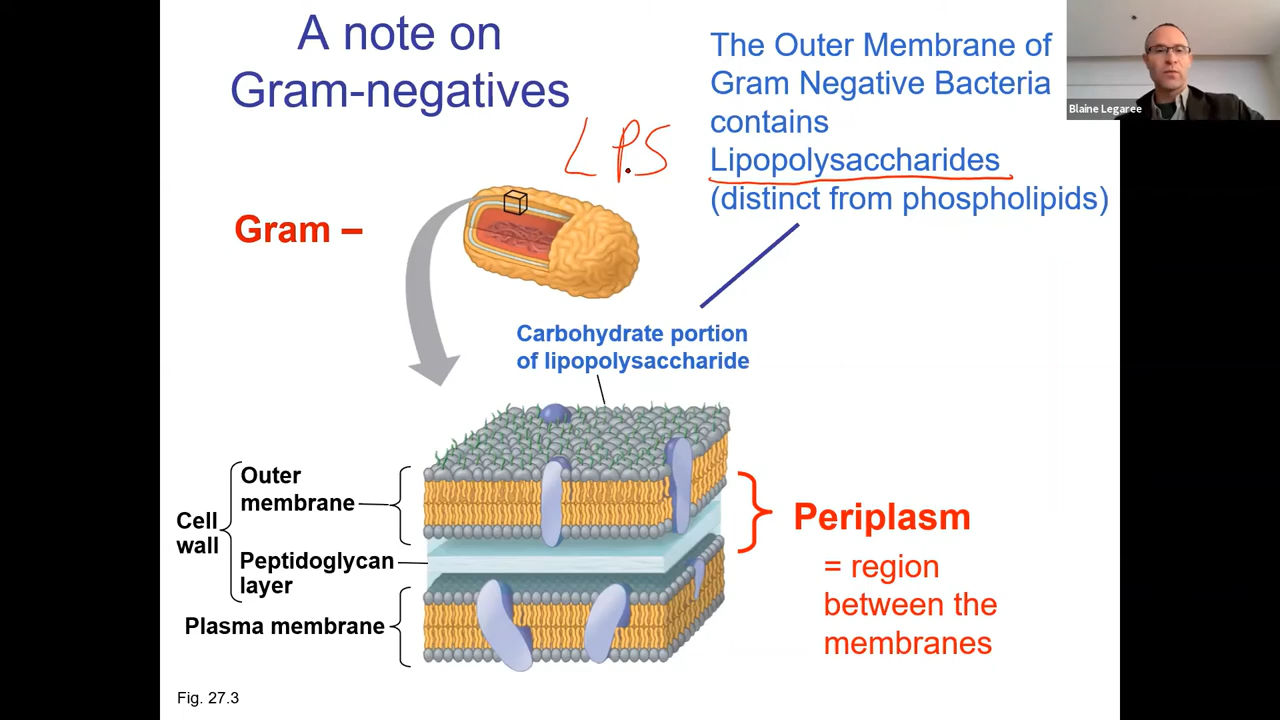 A note on
Gram-negatives
The Outer Membrane of
Gram Negative Bacteria
contains
Lipopolysaccharides
(distinct from phospholipids)
Blaine Legaree
LPS
Gram –
Carbohydrate portion
of lipopolysaccharide
Outer
membrane
Cell
wall
Peptidoglycan
layer
Plasma membrane
Periplasm
= region
between the
membranes
Fig. 27.3